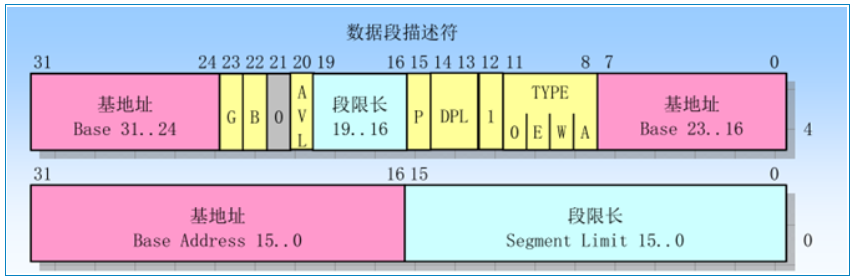 数据段描述符
31 24 23 22 21 20 19 16 15 14 13 12 11 8 7 0
基地址
Base 31..24
G B 0 AVL
段限长
19..16
P DPL 1
TYPE
0 E W A
基地址
Base 23..16
4
31 16 15 0
基地址
Base Address 15..0
段限长
Segment Limit 15..0
0